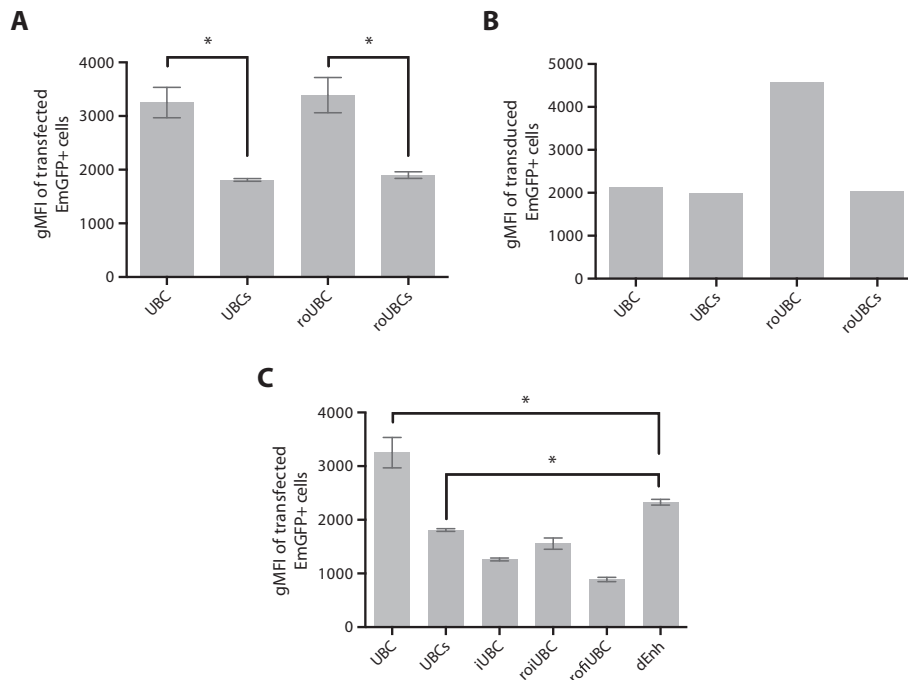 A
gMFI of transfected
EmGFP+ cells
4000
3000
2000
1000
0
*
*
UBC
UBCs
roUBC
roUBCs
B
gMFI of transduced
EmGFP+ cells
5000
4000
3000
2000
1000
0
UBC
UBCs
roUBC
roUBCs
C
gMFI of transfected
EmGFP+ cells
4000
3000
2000
1000
0
*
*
UBC
UBCs
iUBC
roiUBC
rofiUBC
dEnh